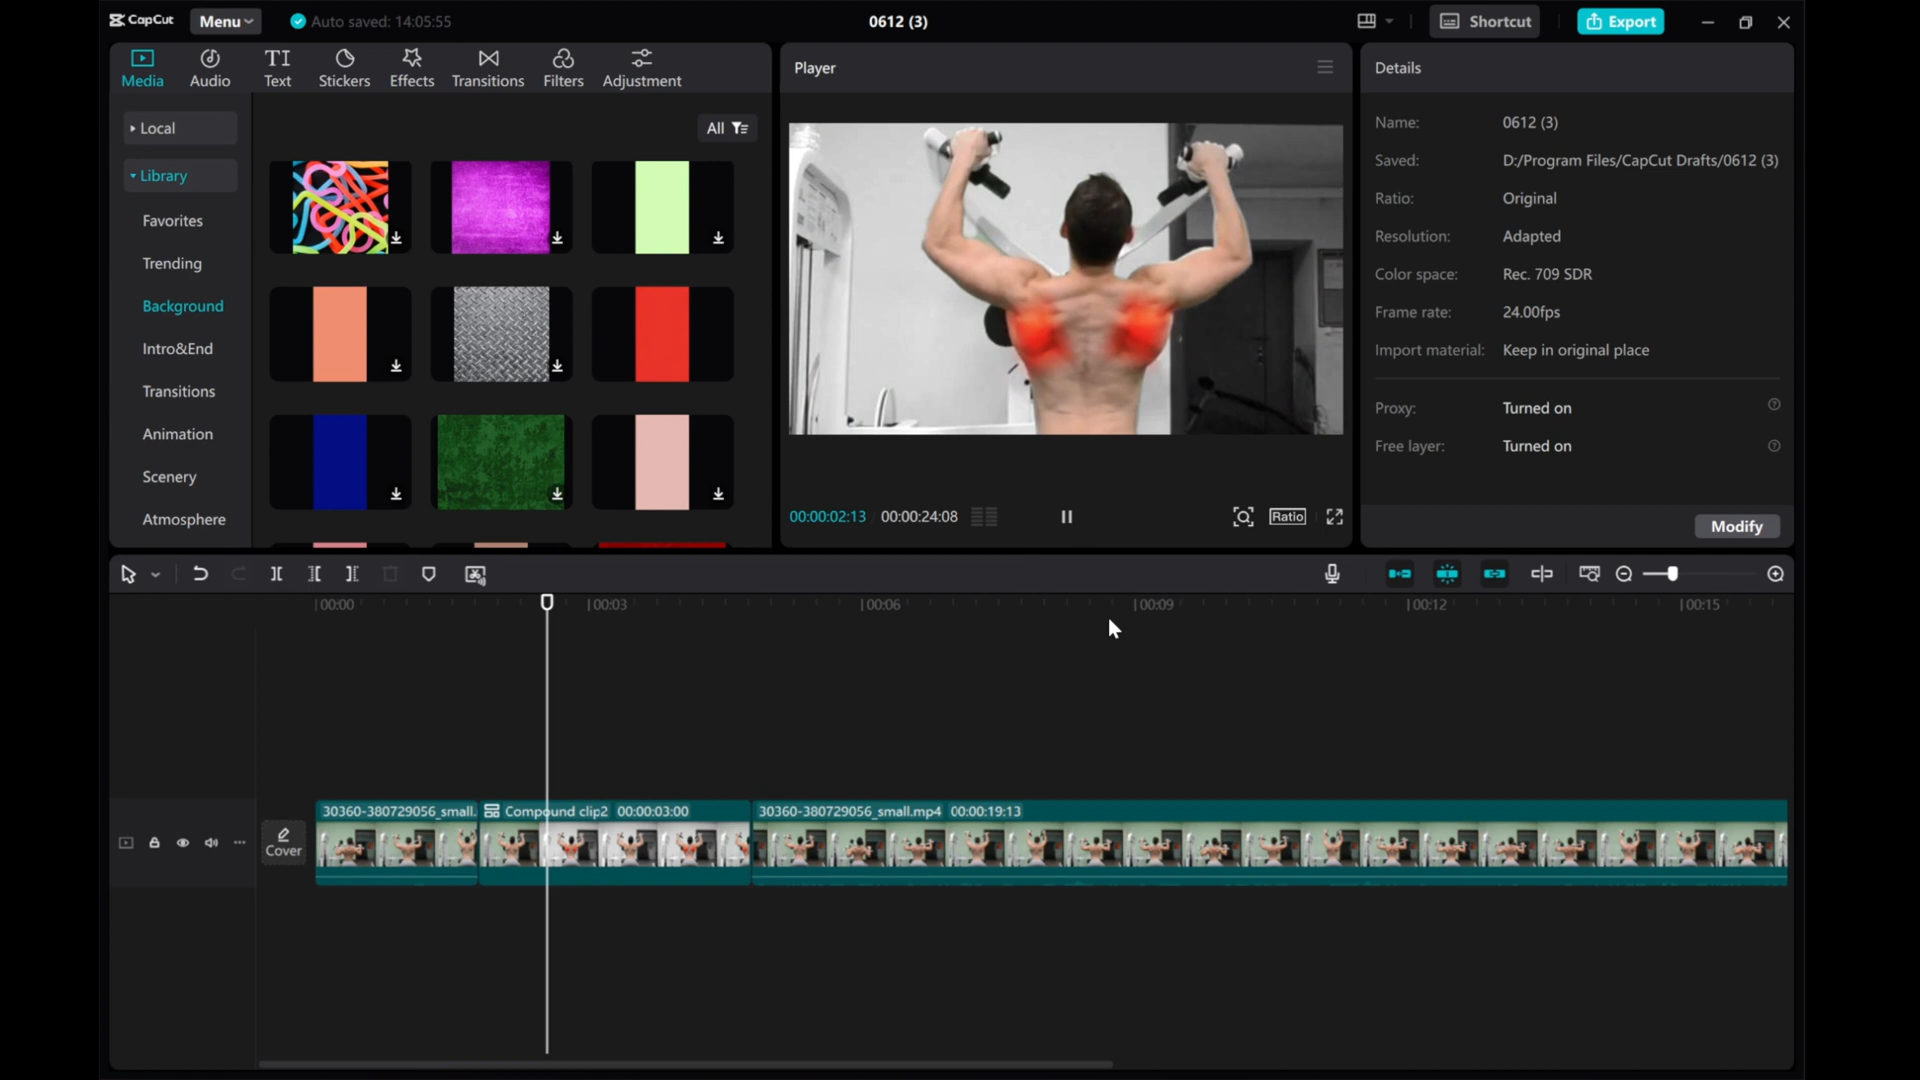 CapCut
Menu
Auto saved: 14:05:55
0612 (3)
Shortcut
Export
Media
Audio
TI
Text
Stickers
Effects
Transitions
Filters
Adjustment
Player
Details
Local
All
Library
Favorites
Trending
Background
Intro&End
Transitions
Animation
Scenery
Atmosphere
Name: 0612 (3)
Saved: D:/Program Files/CapCut Drafts/0612 (3)
Ratio: Original
Resolution: Adapted
Color space: Rec. 709 SDR
Frame rate: 24.00fps
Import material: Keep in original place
Proxy: Turned on
Free layer: Turned on
Modify
00:00:02:13 00:00:24:08
Ratio
00:00 00:03 00:06 00:09 00:12 00:15
30360-380729056_small. Compound clip2 00:00:03:00 30360-380729056_small.mp4 00:00:19:13
Cover